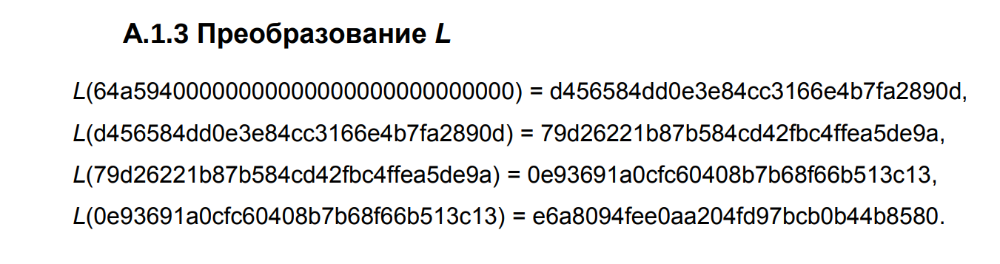 А.1.3 Преобразование L
L(64a59400000000000000000000000000) = d456584dd0e3e84cc3166e4b7fa2890d,
L(d456584dd0e3e84cc3166e4b7fa2890d) = 79d26221b87b584cd42fbc4ffea5de9a,
L(79d26221b87b584cd42fbc4ffea5de9a) = 0e93691a0cfc60408b7b68f66b513c13,
L(0e93691a0cfc60408b7b68f66b513c13) = e6a8094fee0aa204fd97bcb0b44b8580.